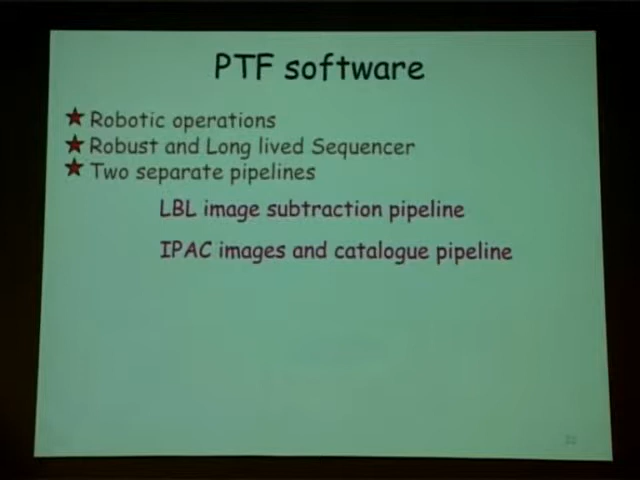 PTF software
Robotic operations
Robust and Long lived Sequencer
Two separate pipelines
LBL image subtraction pipeline
IPAC images and catalogue pipeline